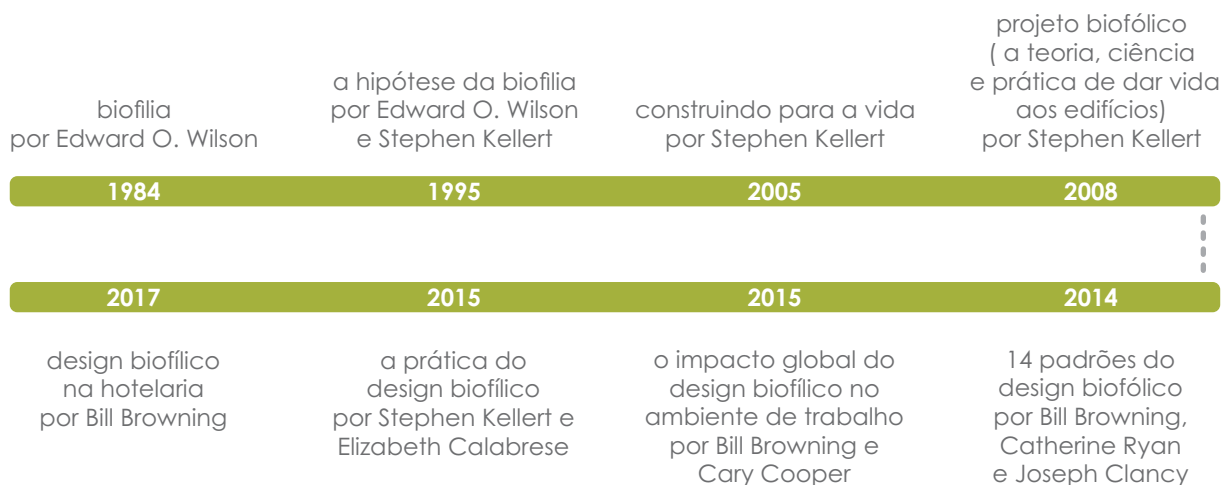 biofilia
por Edward O. Wilson
1984
a hipótese da biofilia
por Edward O. Wilson
e Stephen Kellert
1995
construindo para a vida
por Stephen Kellert
2005
projeto biofólico
( a teoria, ciência
e prática de dar vida
aos edifícios)
por Stephen Kellert
2008
2014
14 padrões do
design biofólico
por Bill Browning,
Catherine Ryan
e Joseph Clancy
2015
o impacto global do
design biofílico no
ambiente de trabalho
por Bill Browning e
Cary Cooper
2015
a prática do
design biofílico
por Stephen Kellert e
Elizabeth Calabrese
2017
design biofílico
na hotelaria
por Bill Browning